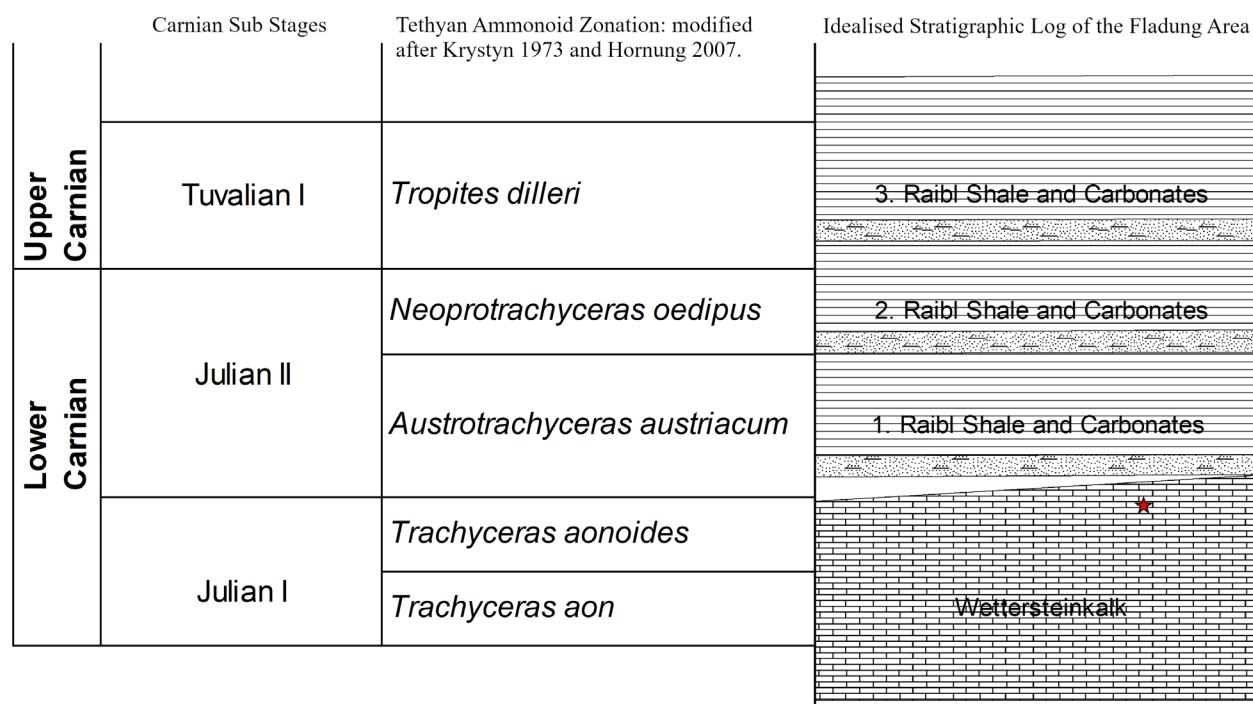 Carnian Sub Stages
Tethyan Ammonoid Zonation: modified
after Krystyn 1973 and Hornung 2007.
Idealised Stratigraphic Log of the Fladung Area
Upper
Carnian
Tuvalian I
Tropites dilleri
3. Raibl Shale and Carbonates
Lower
Carnian
Julian II
Neoprotrachyceras oedipus
2. Raibl Shale and Carbonates
Austrotrachyceras austriacum
1. Raibl Shale and Carbonates
Julian I
Trachyceras aonoides
Trachyceras aon
Wettersteinkalk